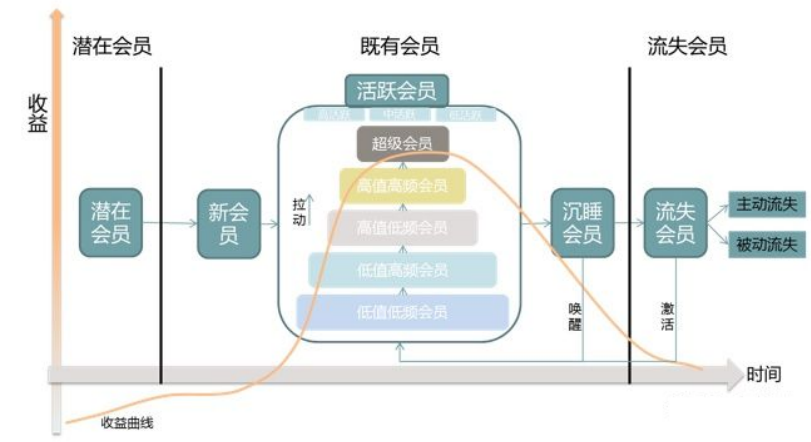 潜在会员
既有会员
流失会员
收益
活跃会员
高活跃 中活跃 低活跃
超级会员
高值高频会员
高值低频会员
低值高频会员
低值低频会员
拉动
潜在
会员
新会
员
沉睡
会员
流失
会员
主动流失
被动流失
唤醒
激活
时间
收益曲线